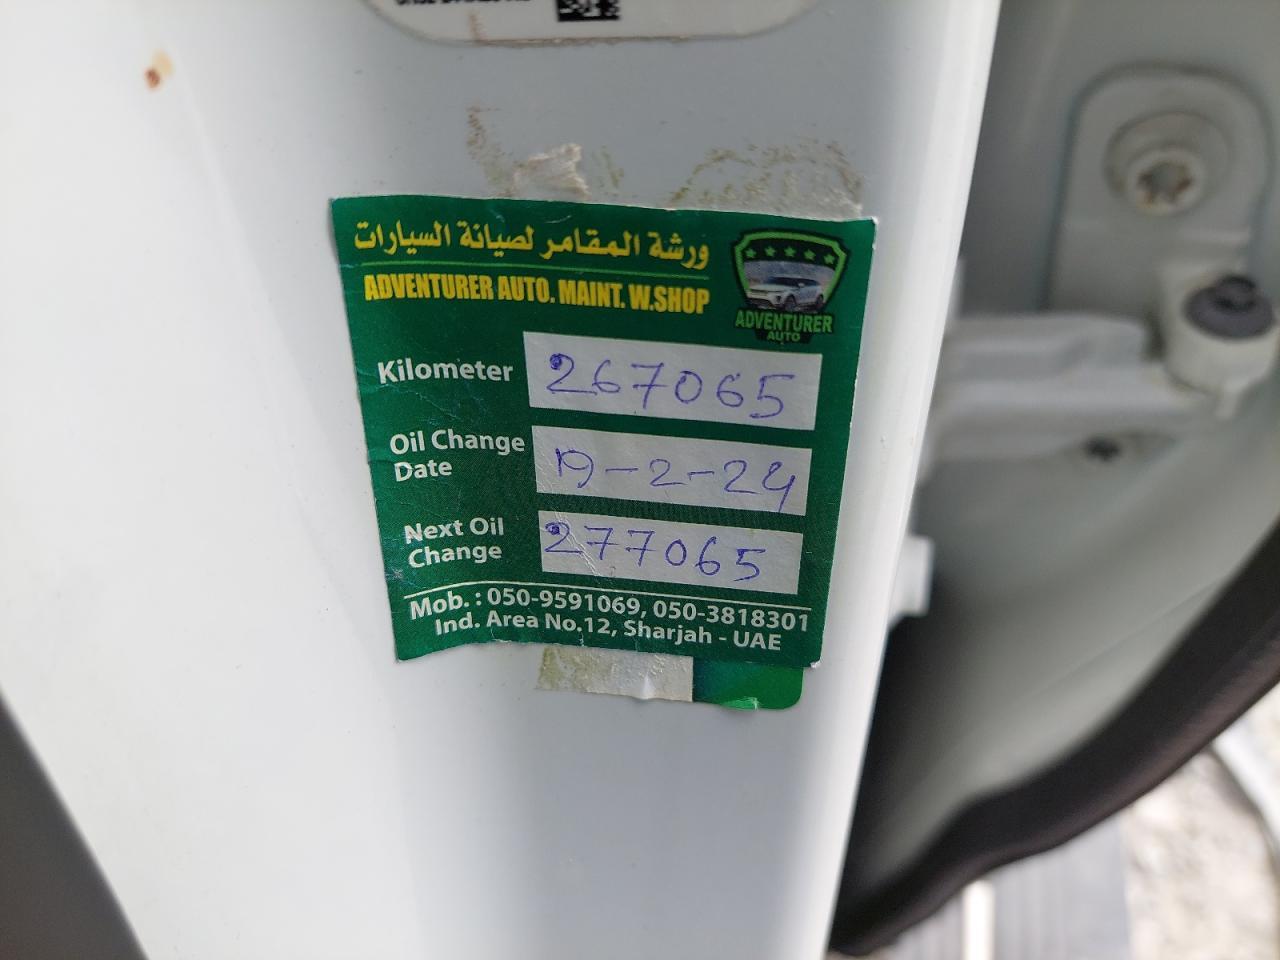 ورشة المقامر لصيانة السيارات
ADVENTURER AUTO. MAINT. W.SHOP
ADVENTURER
AUTO
Kilometer 267065
Oil Change Date 19-2-24
Next Oil Change 277065
Mob. : 050-9591069, 050-3818301
Ind. Area No.12, Sharjah - UAE